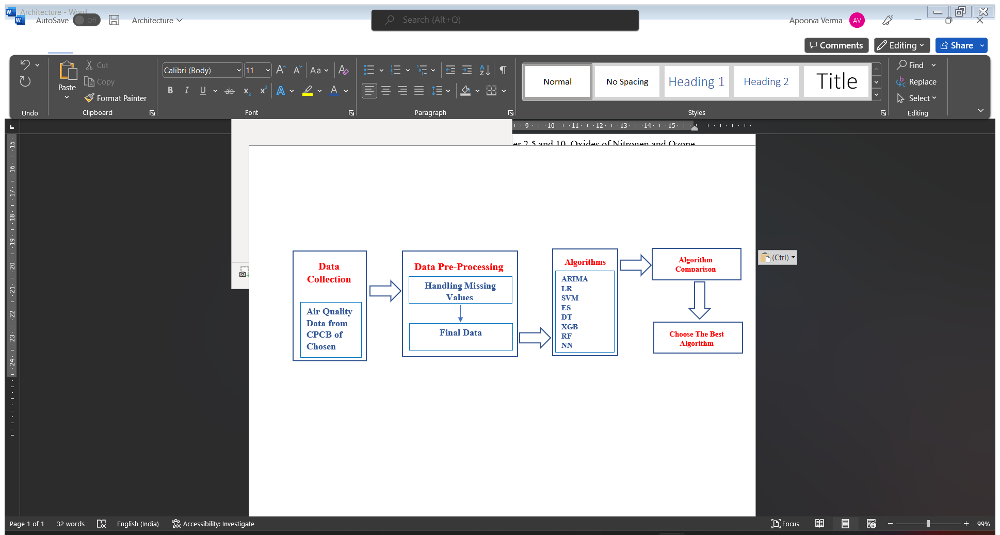 Architecture - Word
AutoSave Off Architecture Search (Alt+Q) Apoorva Verma AV
Comments Editing Share
Cut
Copy
Paste
Format Painter
Undo Clipboard
Calibri (Body) 11 A A Aa A
B I U ab x2 x2 A A
Font
Paragraph
Normal No Spacing Heading 1 Heading 2 Title
Styles
Find
Replace
Select
Editing
9 10 11 12 13 14 15
15
16
17
18
19
20
21
22
23
24
er 2.5 and 10, Oxides of Nitrogen and Ozone
Data
Collection
Air Quality
Data from
CPCB of
Chosen
Data Pre-Processing
Handling Missing
Values
Final Data
Algorithms
ARIMA
LR
SVM
ES
DT
XGB
RF
NN
Algorithm
Comparison
Choose The Best
Algorithm
(Ctrl)
Page 1 of 1 32 words English (India) Accessibility: Investigate Focus 99%